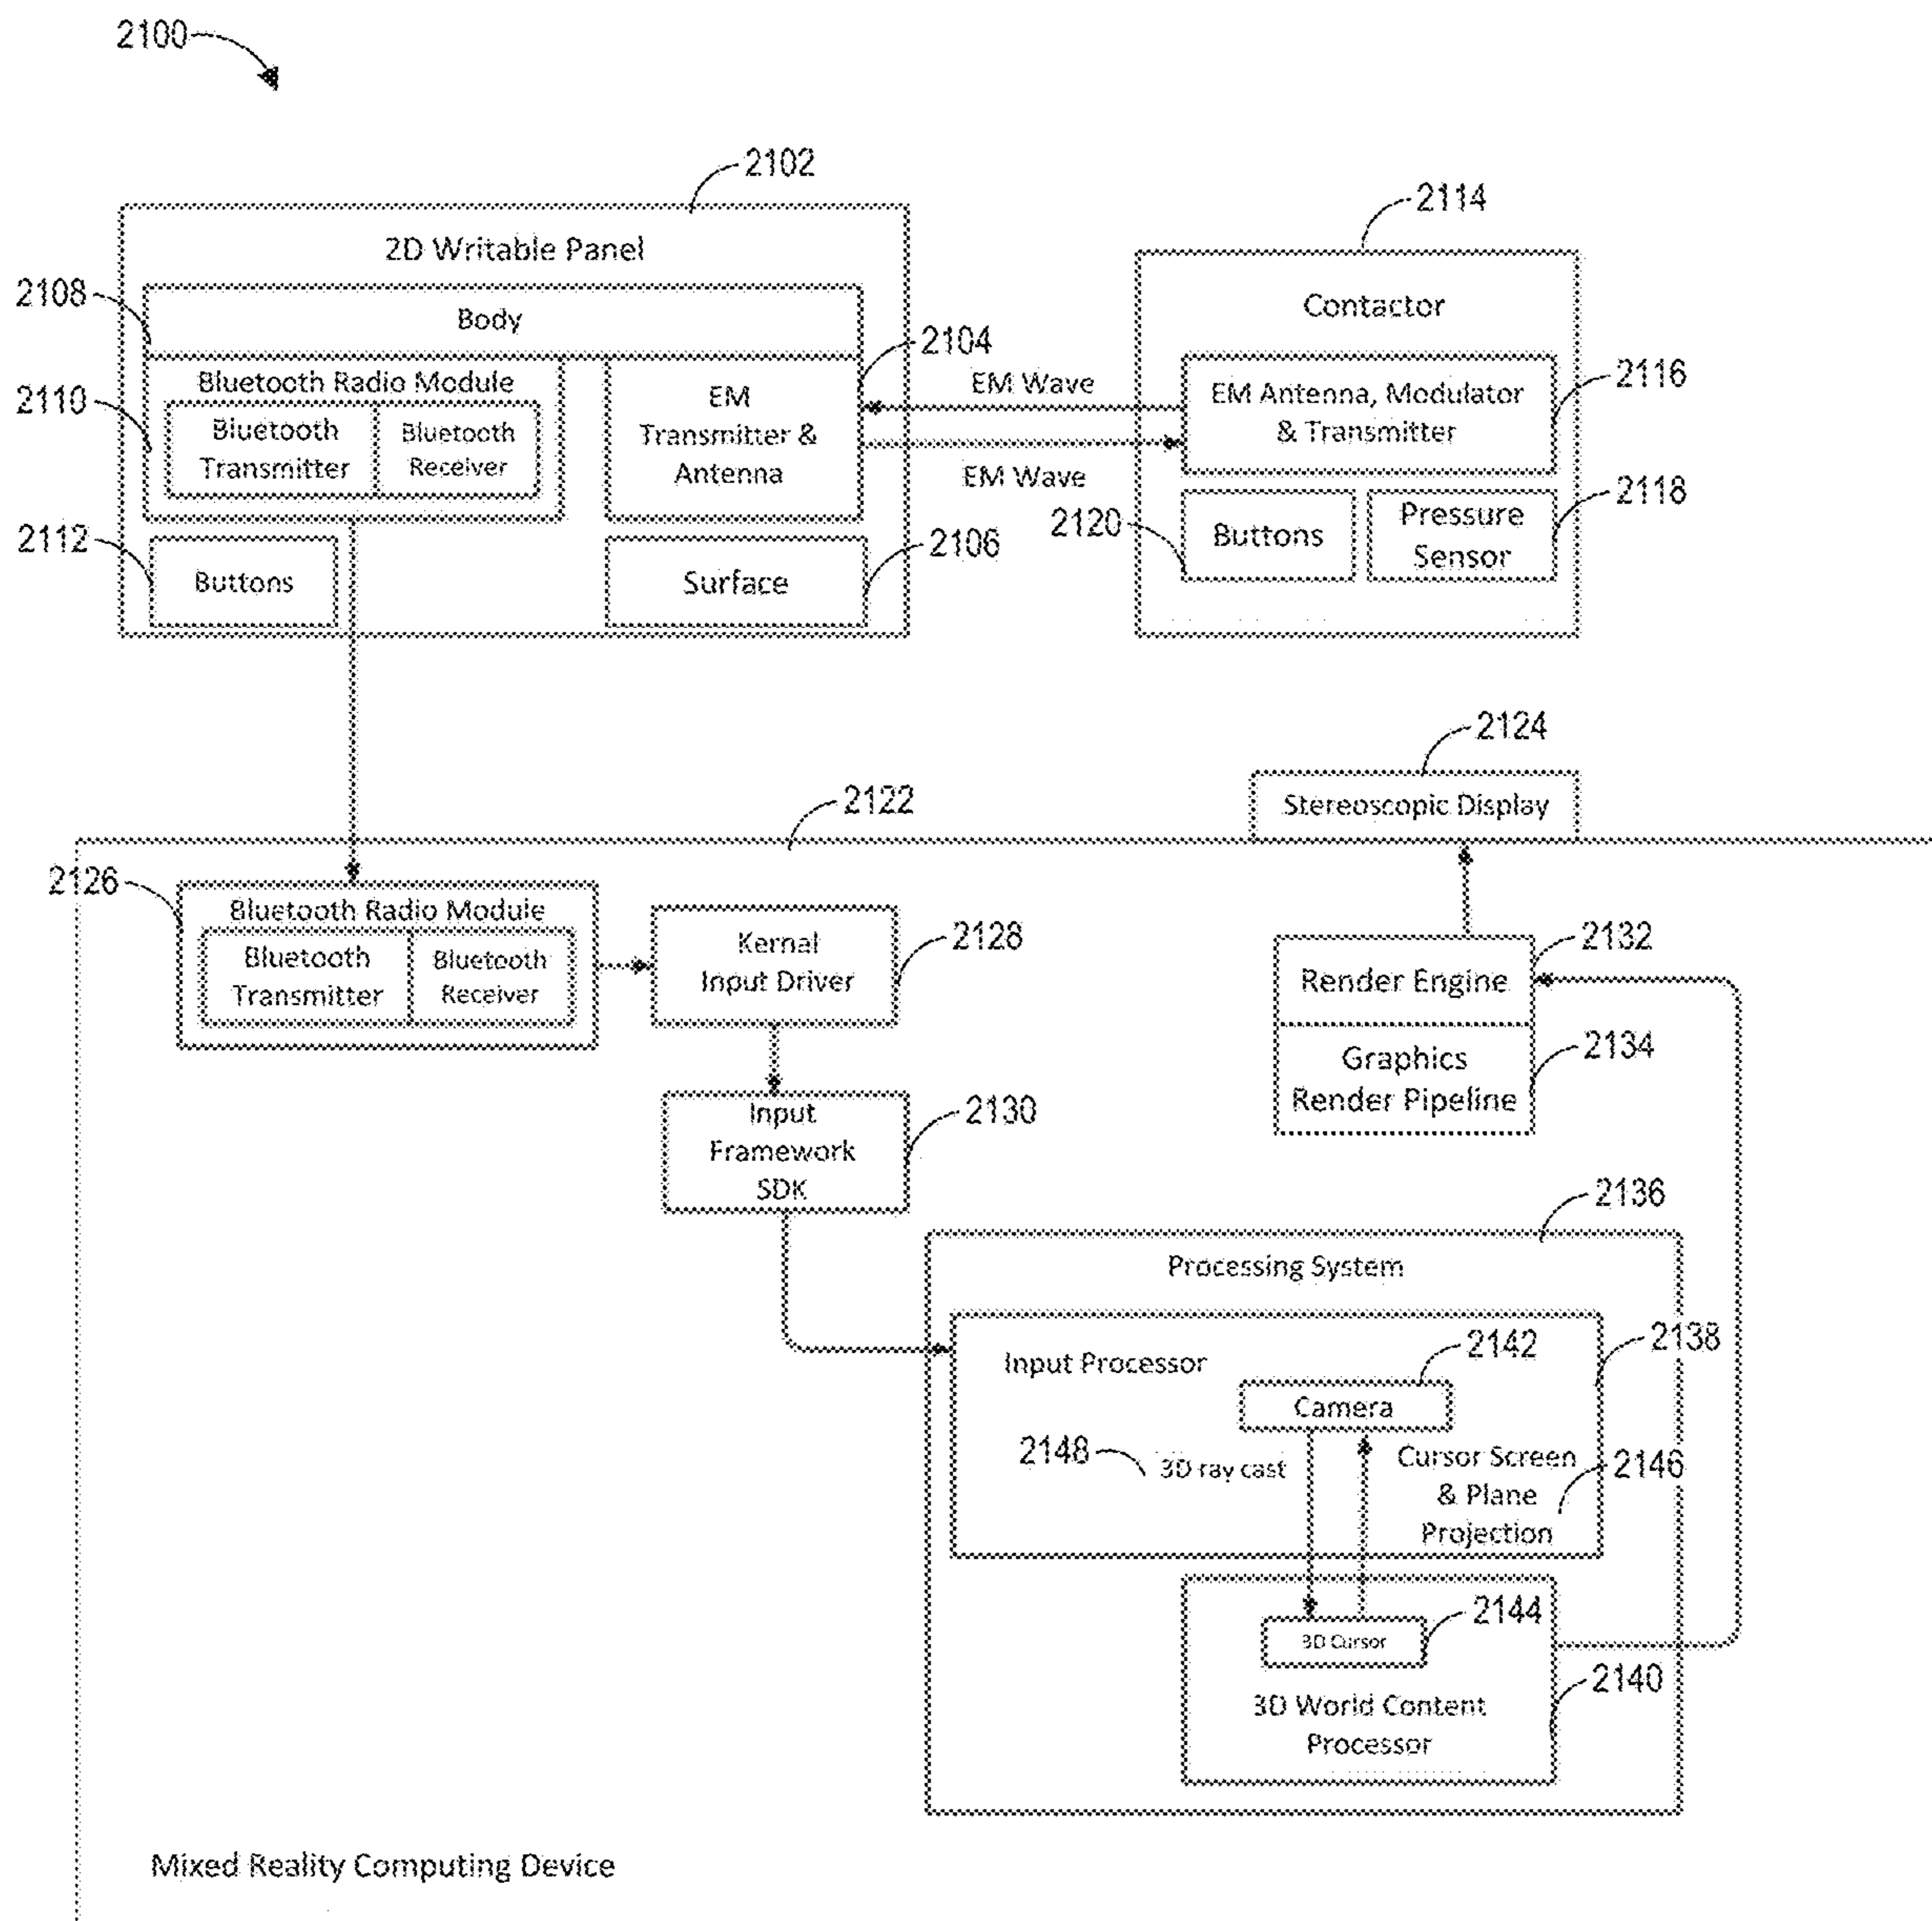 2100
2102
2D Writable Panel
2108
Body
2104
2110
Bluetooth Radio Module
Bluetooth
Transmitter
Bluetooth
Receiver
EM
Transmitter &
Antenna
2112
Buttons
Surface
2106
EM Wave
EM Wave
2114
Contactor
EM Antenna, Modulator
& Transmitter
2116
2120
Buttons
Pressure
Sensor
2118
2124
Stereoscopic Display
2122
2126
Bluetooth Radio Module
Bluetooth
Transmitter
Bluetooth
Receiver
Kernal
Input Driver
2128
Input
Framework
SDK
2130
Render Engine
2132
Graphics
Render Pipeline
2134
2136
Processing System
2138
Input Processor
2142
Camera
2148
3D ray cast
Cursor Screen
& Plane
Projection
2146
3D Cursor
2144
3D World Content
Processor
2140
Mixed Reality Computing Device